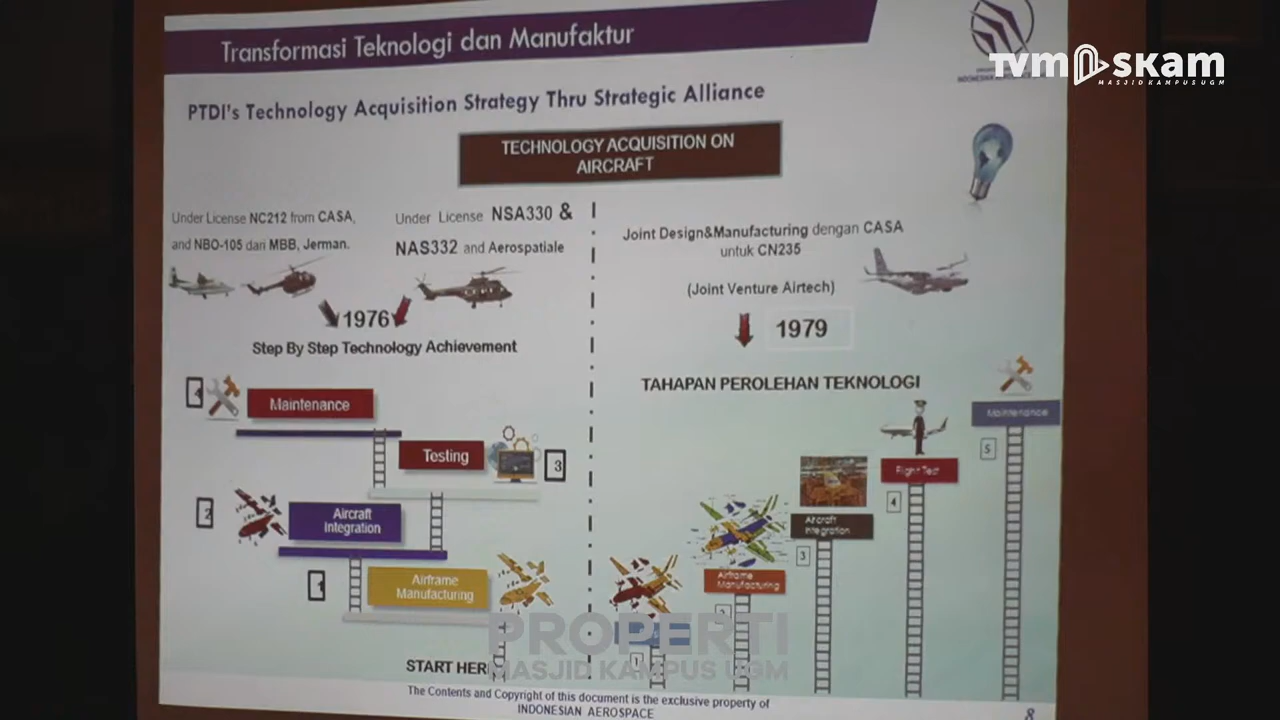 Transformasi Teknologi dan Manufaktur
TVM SKAM
MASJID KAMPUS UGM
PTDI's Technology Acquisition Strategy Thru Strategic Alliance
TECHNOLOGY ACQUISITION ON
AIRCRAFT
Under License NC212 from CASA,
and NBO-105 dari MBB, Jerman.
Under License NSA330 &
NAS332 and Aerospatiale
1976
Step By Step Technology Achievement
Maintenance
Testing
3
2
Aircraft
Integration
1
Airframe
Manufacturing
START HERE
Joint Design&Manufacturing dengan CASA
untuk CN235
(Joint Venture Airtech)
1979
TAHAPAN PEROLEHAN TEKNOLOGI
Maintenance
5
Flight Test
4
Aircraft
Integration
3
Airframe
Manufacturing
1
PROPERTI
MASJID KAMPUS UGM
The Contents and Copyright of this document is the exclusive property of
INDONESIAN AEROSPACE
8